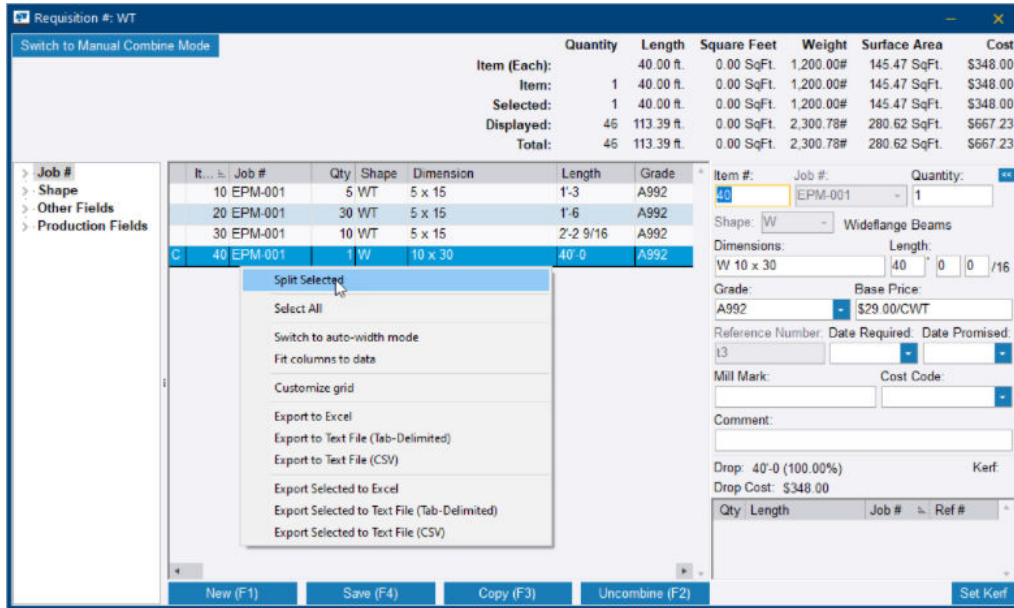 Requisition #: WT
Switch to Manual Combine Mode
Quantity Length Square Feet Weight Surface Area Cost
Item (Each): 40.00 ft. 0.00 SqFt. 1,200.00# 145.47 SqFt. $348.00
Item: 1 40.00 ft. 0.00 SqFt. 1,200.00# 145.47 SqFt. $348.00
Selected: 1 40.00 ft. 0.00 SqFt. 1,200.00# 145.47 SqFt. $348.00
Displayed: 46 113.39 ft. 0.00 SqFt. 2,300.78# 280.62 SqFt. $667.23
Total: 46 113.39 ft. 0.00 SqFt. 2,300.78# 280.62 SqFt. $667.23
Job #
Shape
Other Fields
Production Fields
It... Job # Qty Shape Dimension Length Grade
10 EPM-001 5 WT 5 x 15 1'-3 A992
20 EPM-001 30 WT 5 x 15 1'-6 A992
30 EPM-001 10 WT 5 x 15 2'-2 9/16 A992
C 40 EPM-001 1 W 10 x 30 40'-0 A992
Split Selected
Select All
Switch to auto-width mode
Fit columns to data
Customize grid
Export to Excel
Export to Text File (Tab-Delimited)
Export to Text File (CSV)
Export Selected to Excel
Export Selected to Text File (Tab-Delimited)
Export Selected to Text File (CSV)
Item #: Job #: Quantity: <<
40 EPM-001 1
Shape: W Wideflange Beams
Dimensions: Length:
W 10 x 30 40 ' 0 0 /16
Grade: Base Price:
A992 $29.00/CWT
Reference Number: Date Required: Date Promised:
t3
Mill Mark: Cost Code:
Comment:
Drop: 40'-0 (100.00%) Kerf:
Drop Cost: $348.00
Qty Length Job # Ref #
New (F1) Save (F4) Copy (F3) Uncombine (F2) Set Kerf